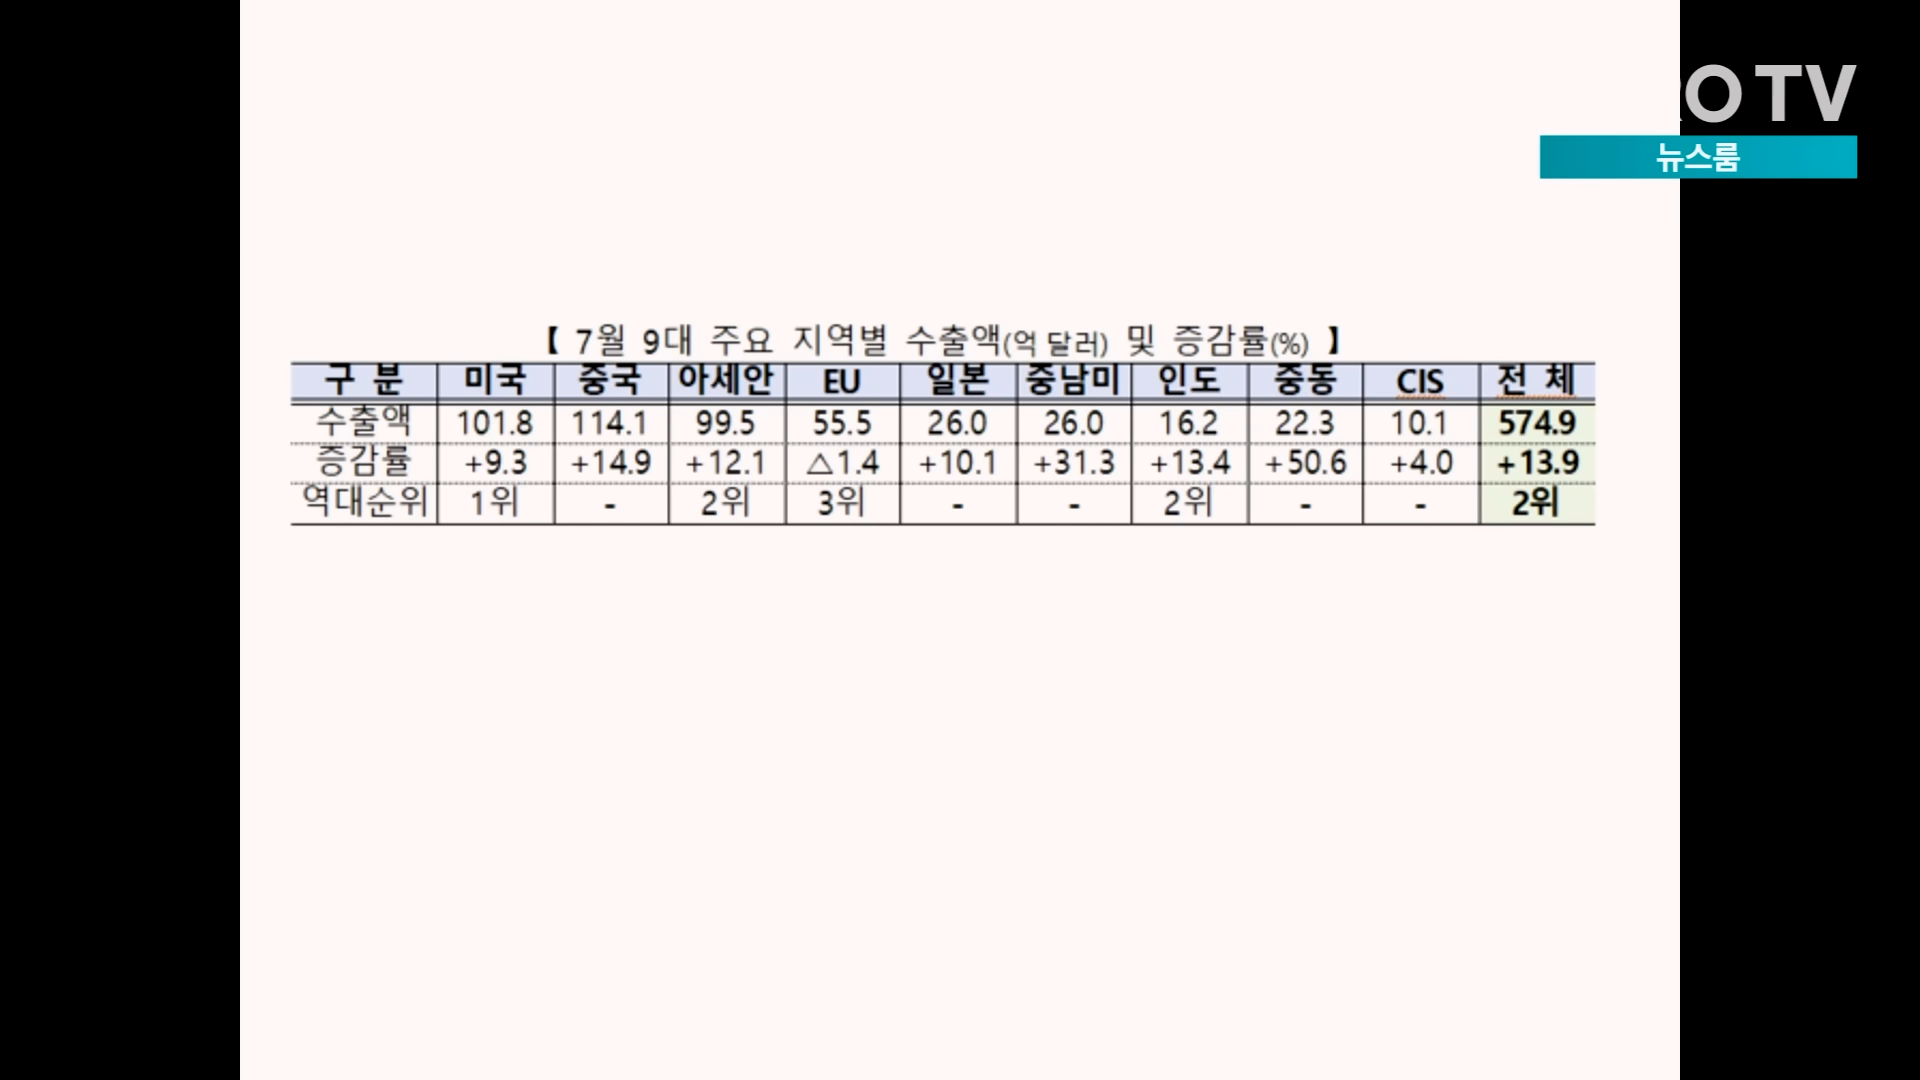 O TV
뉴스룸
【 7월 9대 주요 지역별 수출액(억 달러) 및 증감률(%) 】
구 분 미국 중국 아세안 EU 일본 중남미 인도 중동 CIS 전 체
수출액 101.8 114.1 99.5 55.5 26.0 26.0 16.2 22.3 10.1 574.9
증감률 +9.3 +14.9 +12.1 △1.4 +10.1 +31.3 +13.4 +50.6 +4.0 +13.9
역대순위 1위 - 2위 3위 - - 2위 - - 2위